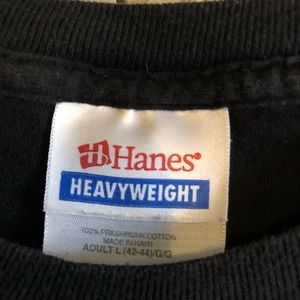 Hanes®
HEAVYWEIGHT
100% PRESHRUNK COTTON
MADE IN HAITI
ADULT L (42-44)/G/G